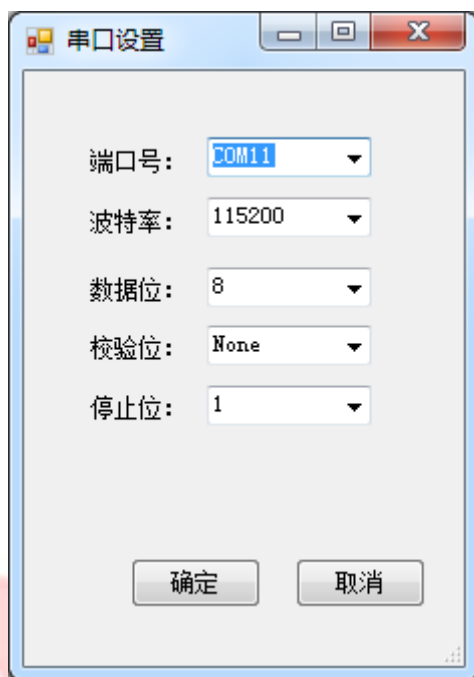 串口设置
端口号： COM11
波特率： 115200
数据位： 8
校验位： None
停止位： 1
确定 取消